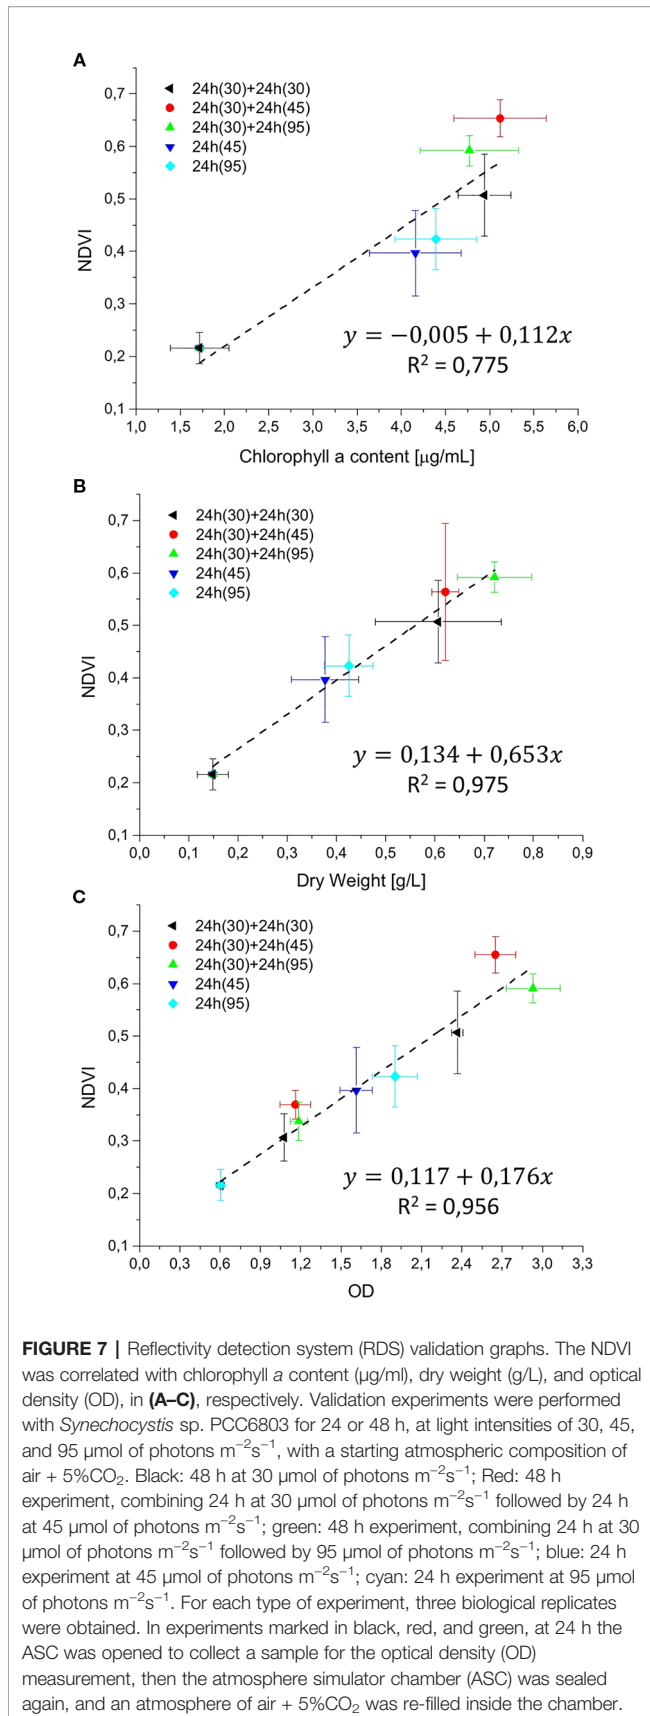 A
24h(30)+24h(30)
24h(30)+24h(45)
24h(30)+24h(95)
24h(45)
24h(95)
0,7
0,6
0,5
0,4
0,3
0,2
0,1
NDVI
y = −0,005 + 0,112x
R² = 0,775
1,0 1,5 2,0 2,5 3,0 3,5 4,0 4,5 5,0 5,5 6,0
Chlorophyll a content [µg/mL]
B
24h(30)+24h(30)
24h(30)+24h(45)
24h(30)+24h(95)
24h(45)
24h(95)
0,7
0,6
0,5
0,4
0,3
0,2
0,1
NDVI
y = 0,134 + 0,653x
R² = 0,975
0,0 0,1 0,2 0,3 0,4 0,5 0,6 0,7 0,8 0,9
Dry Weight [g/L]
C
24h(30)+24h(30)
24h(30)+24h(45)
24h(30)+24h(95)
24h(45)
24h(95)
0,7
0,6
0,5
0,4
0,3
0,2
0,1
NDVI
y = 0,117 + 0,176x
R² = 0,956
0,0 0,3 0,6 0,9 1,2 1,5 1,8 2,1 2,4 2,7 3,0 3,3
OD
FIGURE 7 | Reflectivity detection system (RDS) validation graphs. The NDVI
was correlated with chlorophyll a content (µg/ml), dry weight (g/L), and optical
density (OD), in (A–C), respectively. Validation experiments were performed
with Synechocystis sp. PCC6803 for 24 or 48 h, at light intensities of 30, 45,
and 95 µmol of photons m⁻²s⁻¹, with a starting atmospheric composition of
air + 5%CO₂. Black: 48 h at 30 µmol of photons m⁻²s⁻¹; Red: 48 h
experiment, combining 24 h at 30 µmol of photons m⁻²s⁻¹ followed by 24 h
at 45 µmol of photons m⁻²s⁻¹; green: 48 h experiment, combining 24 h at 30
µmol of photons m⁻²s⁻¹ followed by 95 µmol of photons m⁻²s⁻¹; blue: 24 h
experiment at 45 µmol of photons m⁻²s⁻¹; cyan: 24 h experiment at 95 µmol
of photons m⁻²s⁻¹. For each type of experiment, three biological replicates
were obtained. In experiments marked in black, red, and green, at 24 h the
ASC was opened to collect a sample for the optical density (OD)
measurement, then the atmosphere simulator chamber (ASC) was sealed
again, and an atmosphere of air + 5%CO₂ was re-filled inside the chamber.